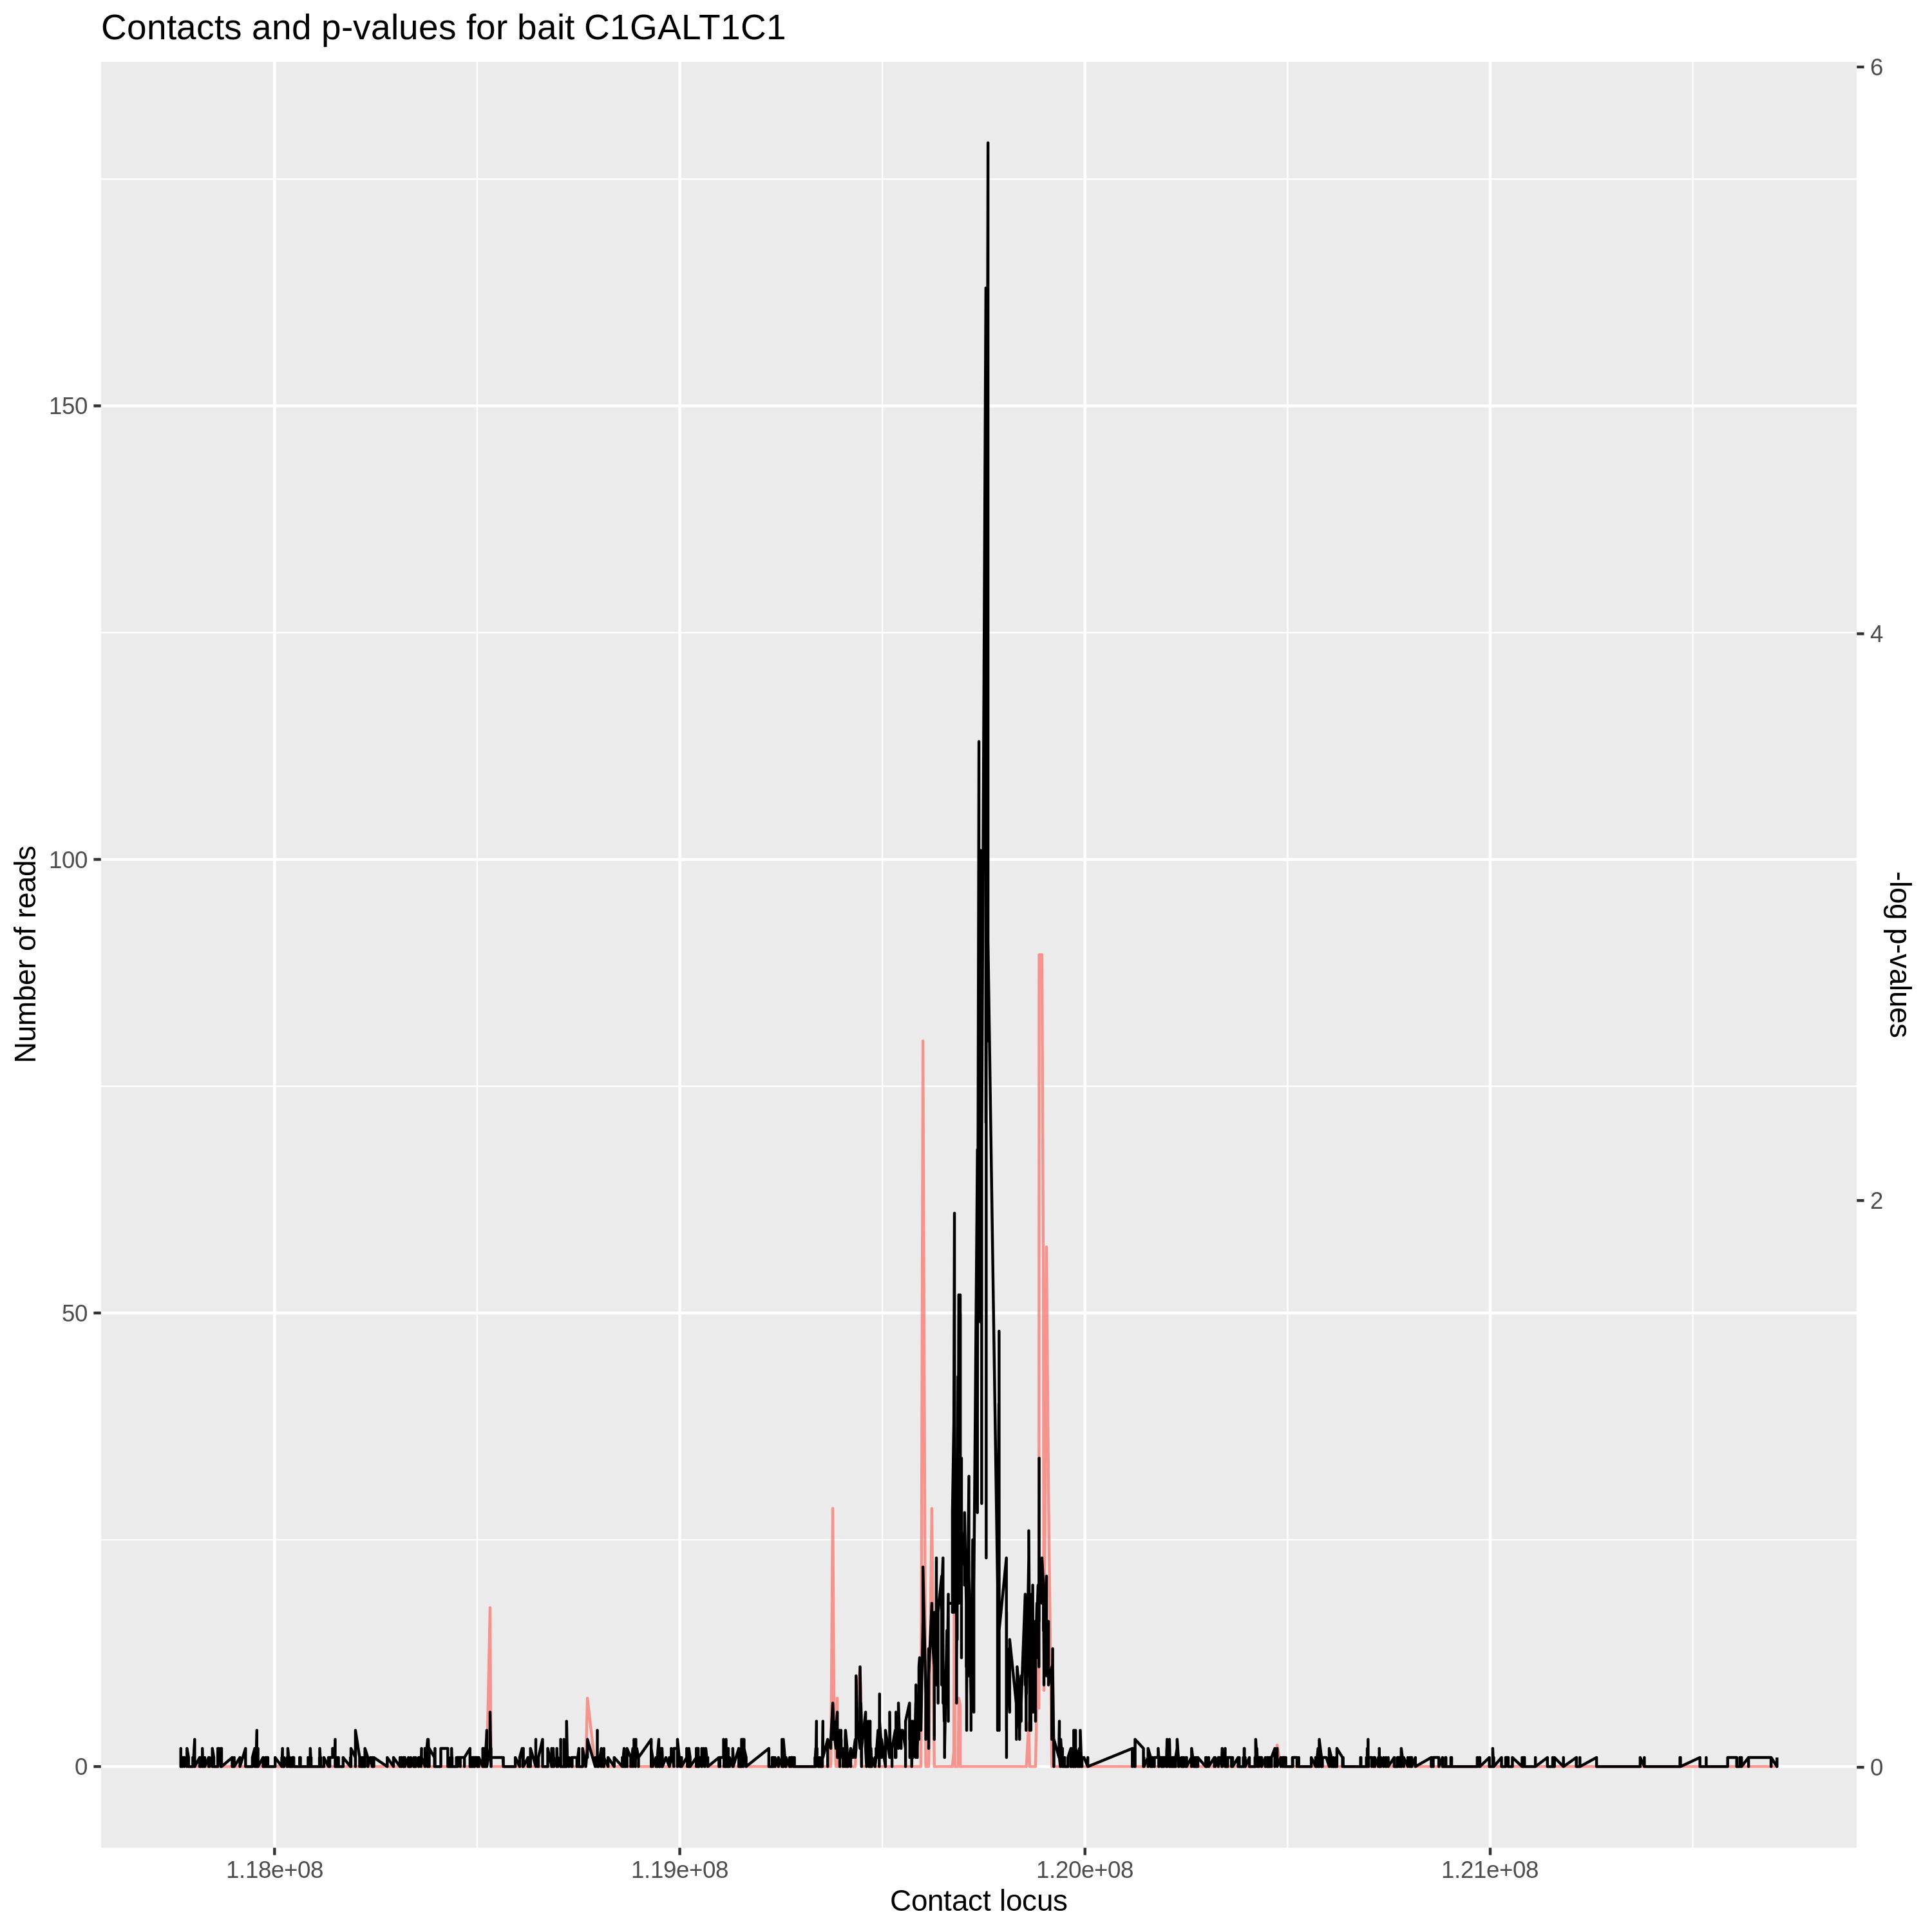 Contacts and p-values for bait C1GALT1C1
6
150
4
Number of reads
100
-log p-values
50
2
0
0
1.18e+08
1.19e+08
1.20e+08
1.21e+08
Contact locus